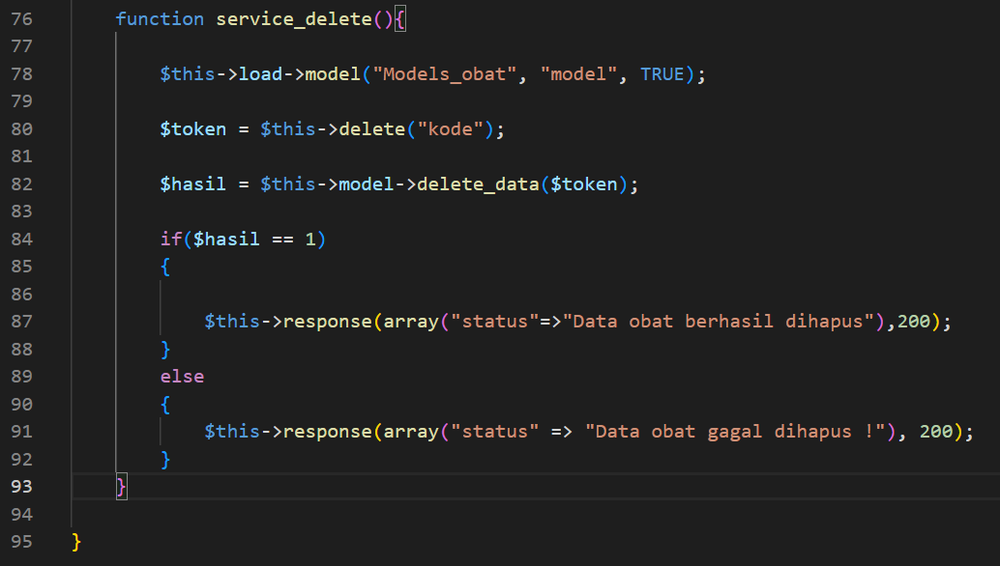 76 function service_delete(){
77
78 $this->load->model("Models_obat", "model", TRUE);
79
80 $token = $this->delete("kode");
81
82 $hasil = $this->model->delete_data($token);
83
84 if($hasil == 1)
85 {
86
87 $this->response(array("status"=>"Data obat berhasil dihapus"),200);
88 }
89 else
90 {
91 $this->response(array("status" => "Data obat gagal dihapus !"), 200);
92 }
93 }
94
95 }